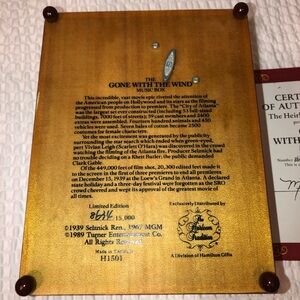 THE
GONE WITH THE WIND
MUSIC BOX
This incredible, vast movie epic riveted the attention of
the American people on Hollywood and its stars as the filming
progressed from production to premiere. The "City of Atlanta"
was the largest set ever constructed (including 53 full-sized
buildings, 7000 feet of streets); 59 cast members and 2400
extras were assembled. Fourteen hundred animals and
vehicles were used. Seven bales of cotton became 2500
costumes for female characters.
Yet the most excitement was generated by the publicity
surrounding the star search which ended when green-eyed
Vivian Leigh (Scarlett O'Hara) was discovered in the crowd
watching the filming of the Atlanta fire. Producer Selznick had
no trouble deciding on a Rhett Butler, the public demanded
Clark Gable.
Of the 449,000 feet of film shot, 20,300 edited feet made it
to the screen in the first of three premieres to end all premieres
on December 15, 1939 at the Loew's Grand in Atlanta. A declared
state holiday and a three-day festival were forgotten as the SRO
crowd cheered and wept its approval of the greatest movie of
all times.
Limited Edition
15,000
©1939 Selznick Ren. 1967 MGM
©1989 Turner Entertainment Co.
All Rights Reserved
Made in
H1501
Exclusively Distributed by
The
Heirloom
Tradition
A Division of Hamilton Gifts
CERT
OF AUT
The Heirl
WITH